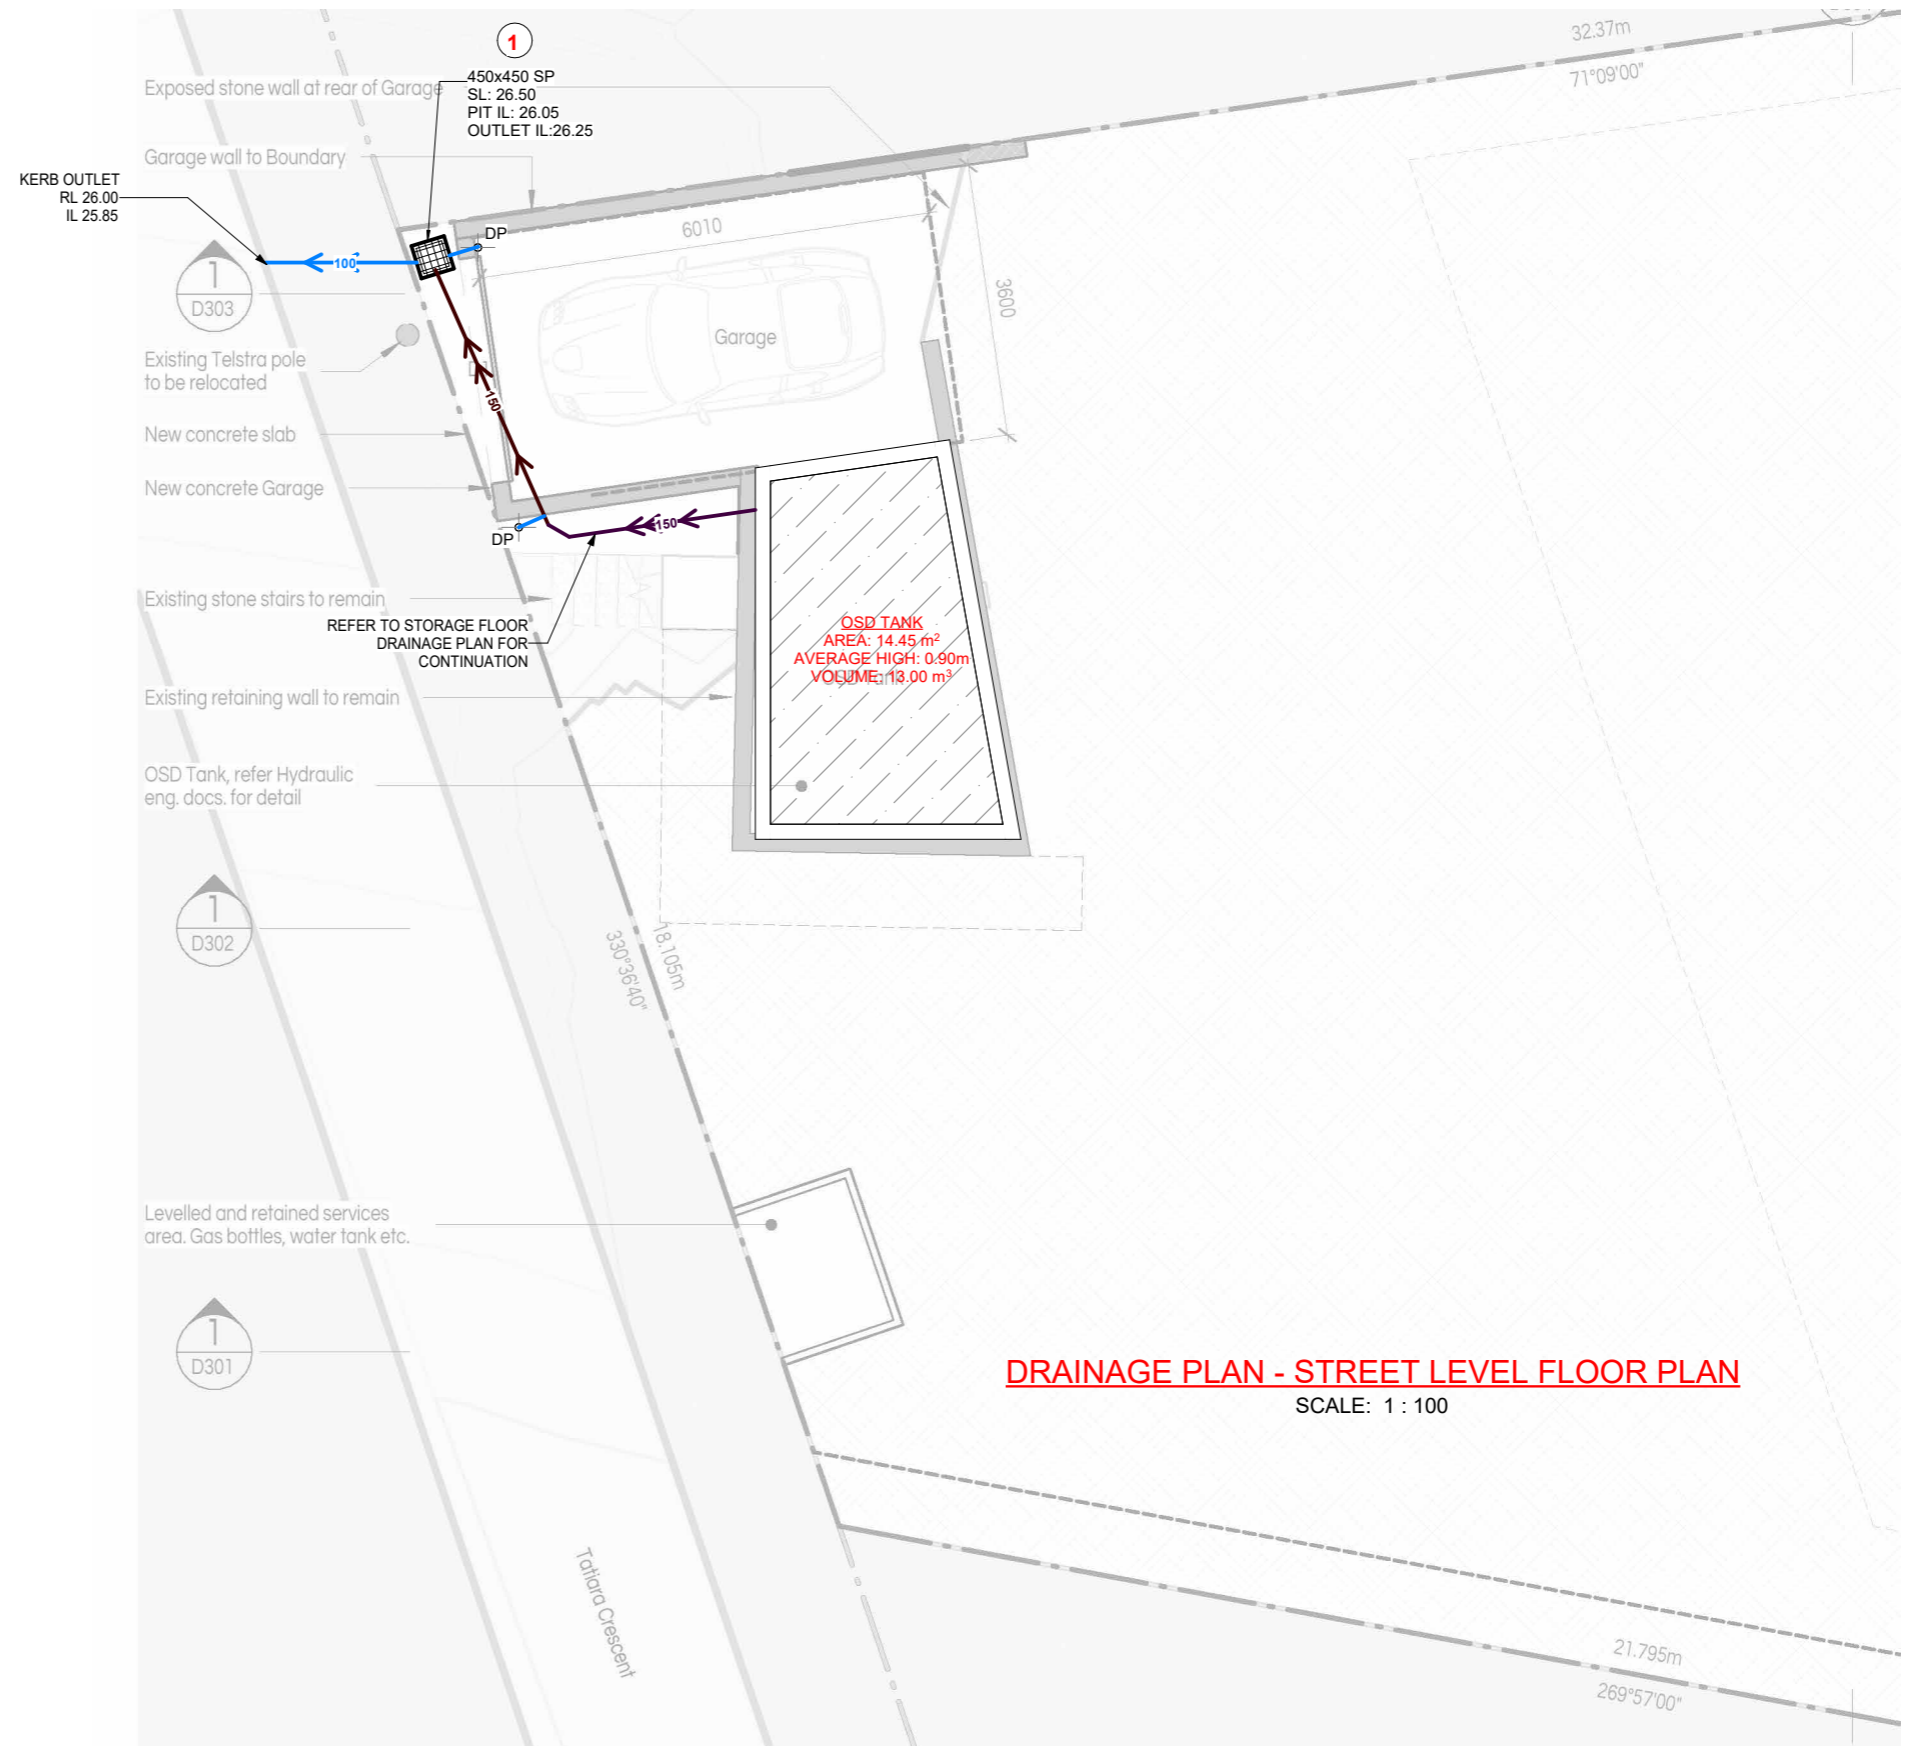 32.37m
71°09'00"
1
450x450 SP
SL: 26.50
PIT IL: 26.05
OUTLET IL:26.25
Exposed stone wall at rear of Garage
Garage wall to Boundary
KERB OUTLET
RL 26.00
IL 25.85
DP
6010
100
1
D303
3600
Garage
Existing Telstra pole
to be relocated
150
New concrete slab
New concrete Garage
150
DP
Existing stone stairs to remain
REFER TO STORAGE FLOOR
DRAINAGE PLAN FOR
CONTINUATION
OSD TANK
AREA: 14.45 m²
AVERAGE HIGH: 0.90m
VOLUME: 13.00 m³
OSD Tank
Existing retaining wall to remain
OSD Tank, refer Hydraulic
eng. docs. for detail
1
D302
330°36'40"
18.105m
Levelled and retained services
area. Gas bottles, water tank etc.
1
D301
DRAINAGE PLAN - STREET LEVEL FLOOR PLAN
SCALE: 1 : 100
Tatiara Crescent
21.795m
269°57'00"